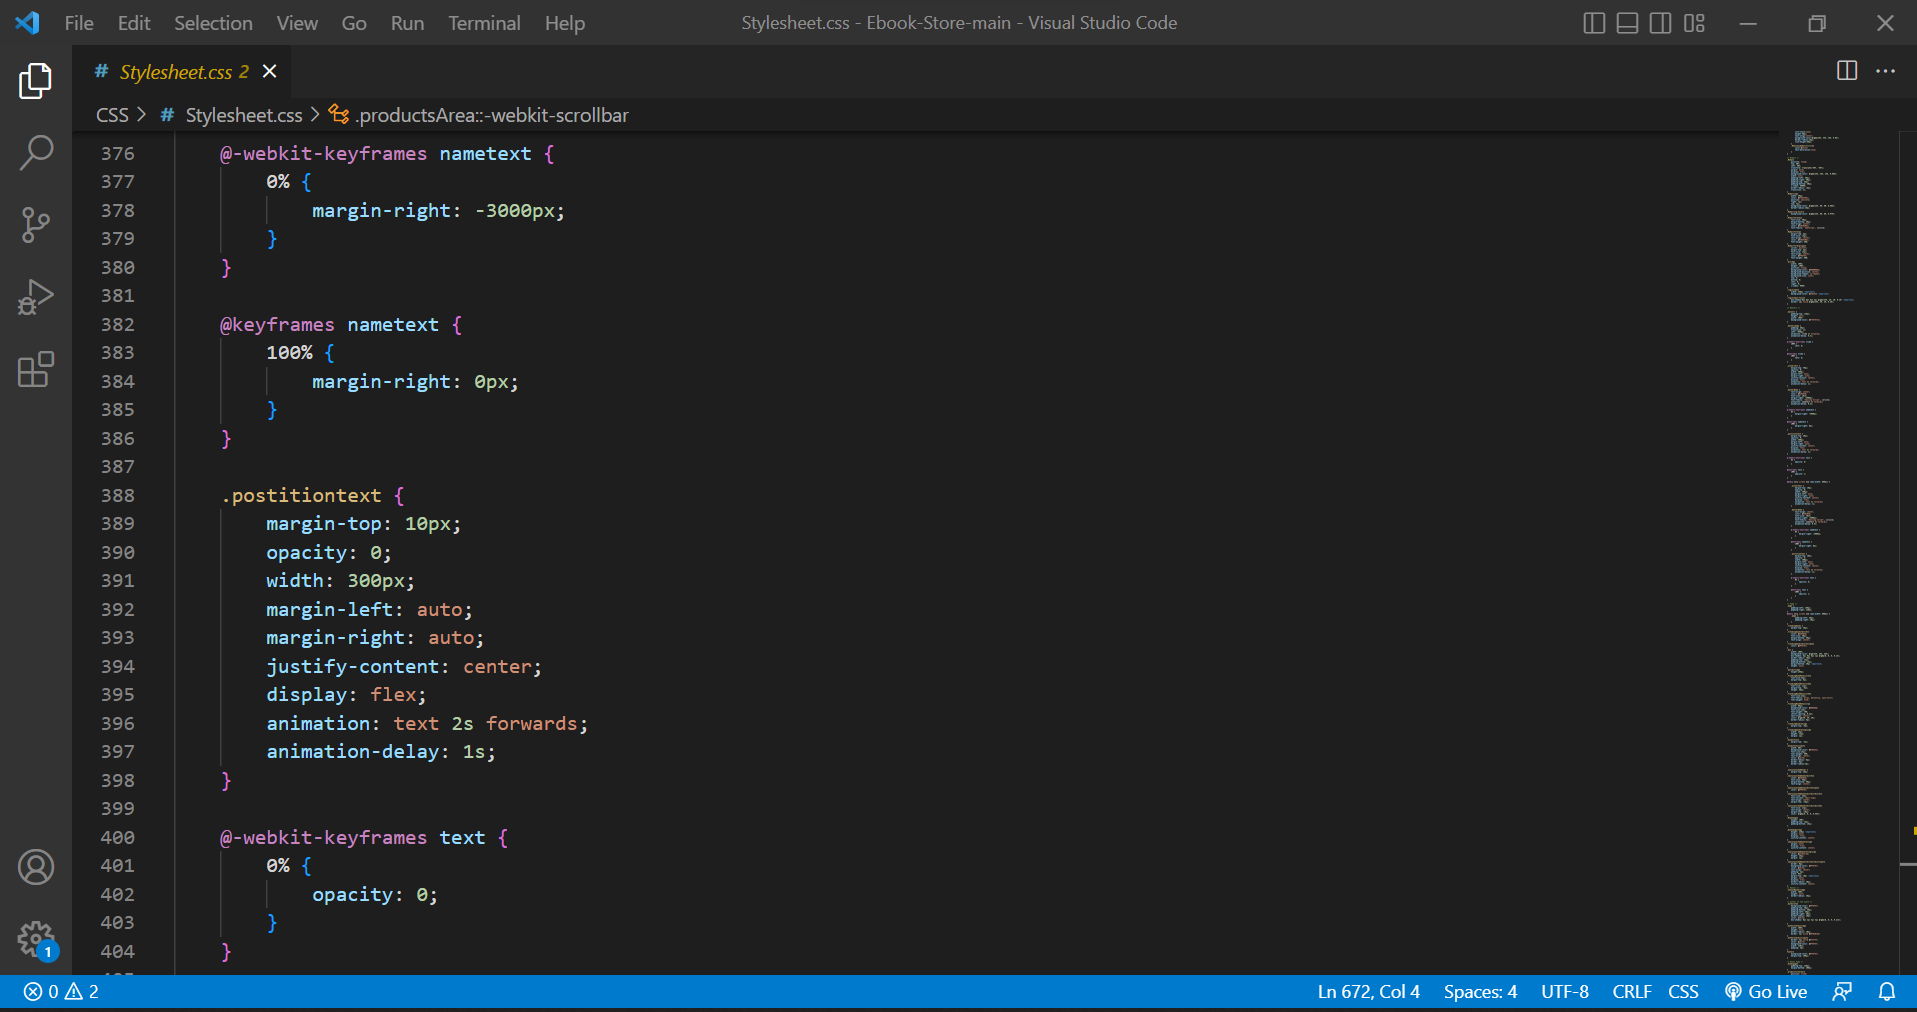 File Edit Selection View Go Run Terminal Help Stylesheet.css - Ebook-Store-main - Visual Studio Code
# Stylesheet.css 2
CSS > # Stylesheet.css > .productsArea::-webkit-scrollbar
376 @-webkit-keyframes nametext {
377 0% {
378 margin-right: -3000px;
379 }
380 }
381
382 @keyframes nametext {
383 100% {
384 margin-right: 0px;
385 }
386 }
387
388 .postitiontext {
389 margin-top: 10px;
390 opacity: 0;
391 width: 300px;
392 margin-left: auto;
393 margin-right: auto;
394 justify-content: center;
395 display: flex;
396 animation: text 2s forwards;
397 animation-delay: 1s;
398 }
399
400 @-webkit-keyframes text {
401 0% {
402 opacity: 0;
403 }
404 }
1
0 2 Ln 672, Col 4 Spaces: 4 UTF-8 CRLF CSS Go Live